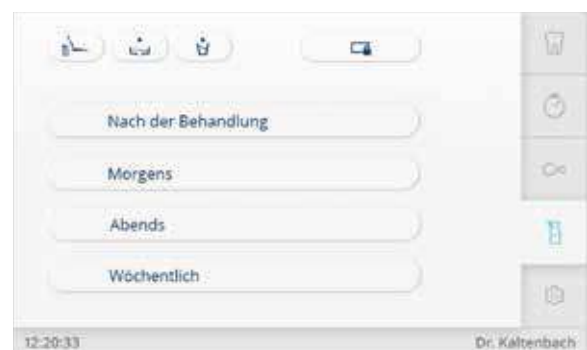 Nach der Behandlung
Morgens
Abends
Wöchentlich
12:20:33
Dr. Kaltenbach